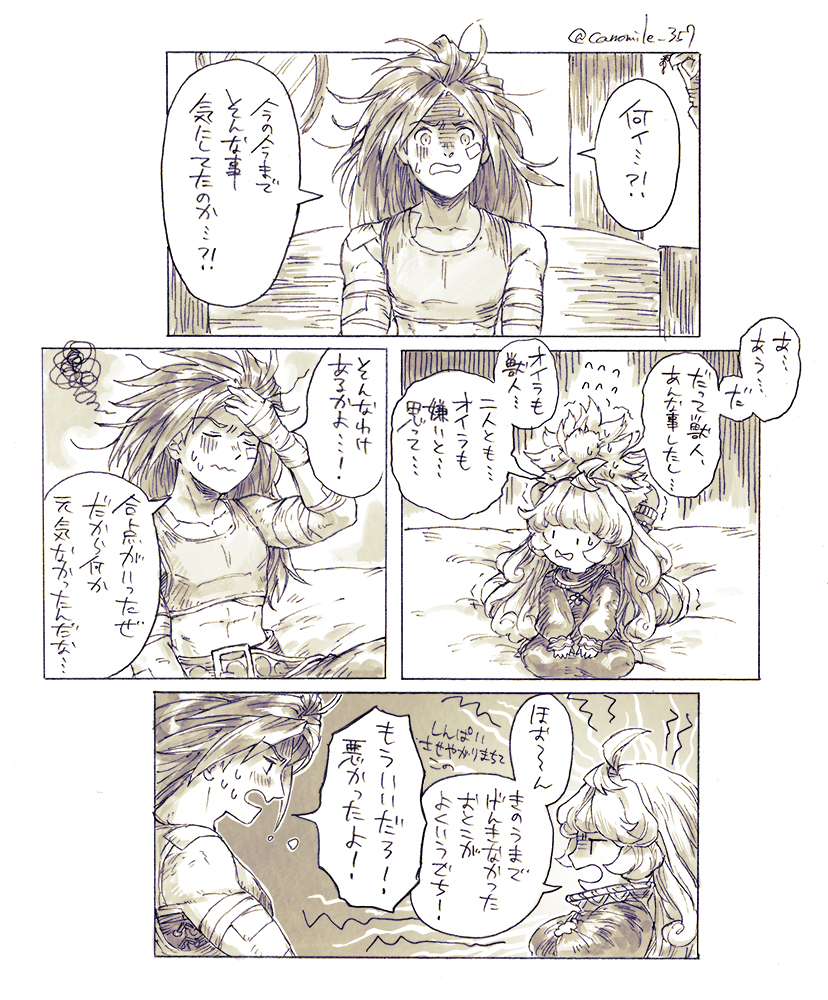 @canomile_357
何ィ…?!
今の今まで
そんな事
気にしてたのか…?!
あ…
あう…
だ
だって獣人、
あんな事したし…
オイラも
獣人…
二人とも…
オイラも
嫌いと…
思って…
そんなわけ
あるかよ…!
合点がいったぜ
だから何か
元気なかったんだな…
ほお〜〜ん
きのうまで
げんきなかった
おとこが
よくいうでち!
しんぱい
させやがりまちて
この
もういいだろ!
悪かったよ!